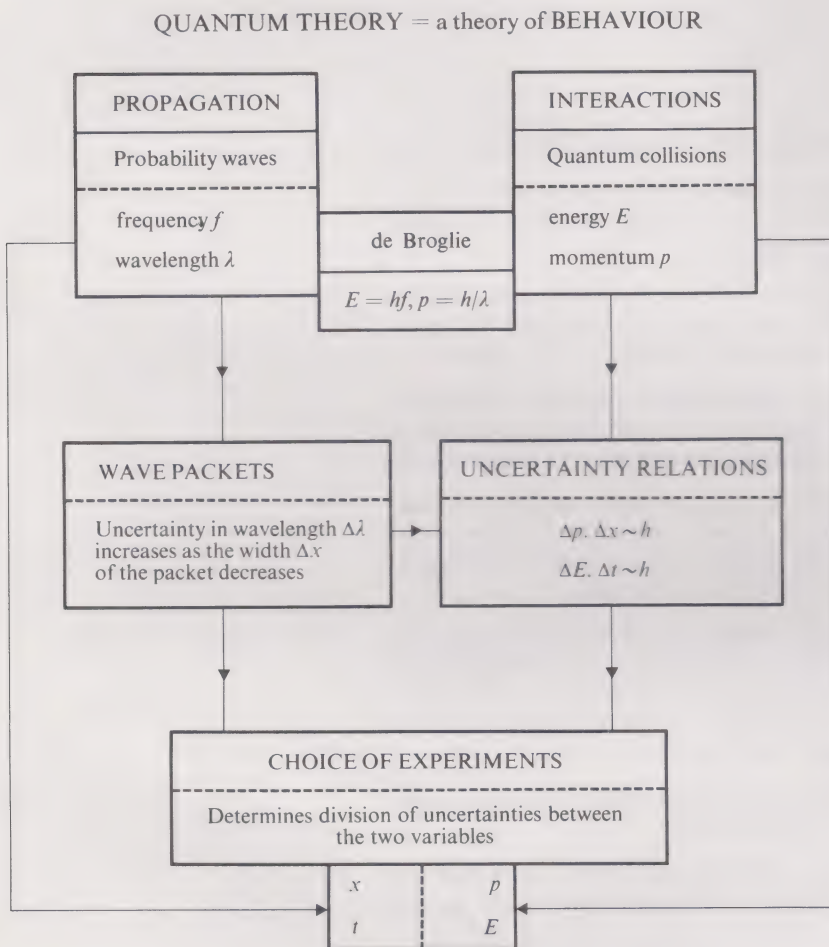 QUANTUM THEORY = a theory of BEHAVIOUR
PROPAGATION
Probability waves
frequency f
wavelength λ
INTERACTIONS
Quantum collisions
energy E
momentum p
de Broglie
E = hf, p = h/λ
WAVE PACKETS
Uncertainty in wavelength Δλ
increases as the width Δx
of the packet decreases
UNCERTAINTY RELATIONS
Δp. Δx ~ h
ΔE. Δt ~ h
CHOICE OF EXPERIMENTS
Determines division of uncertainties between
the two variables
x p
t E